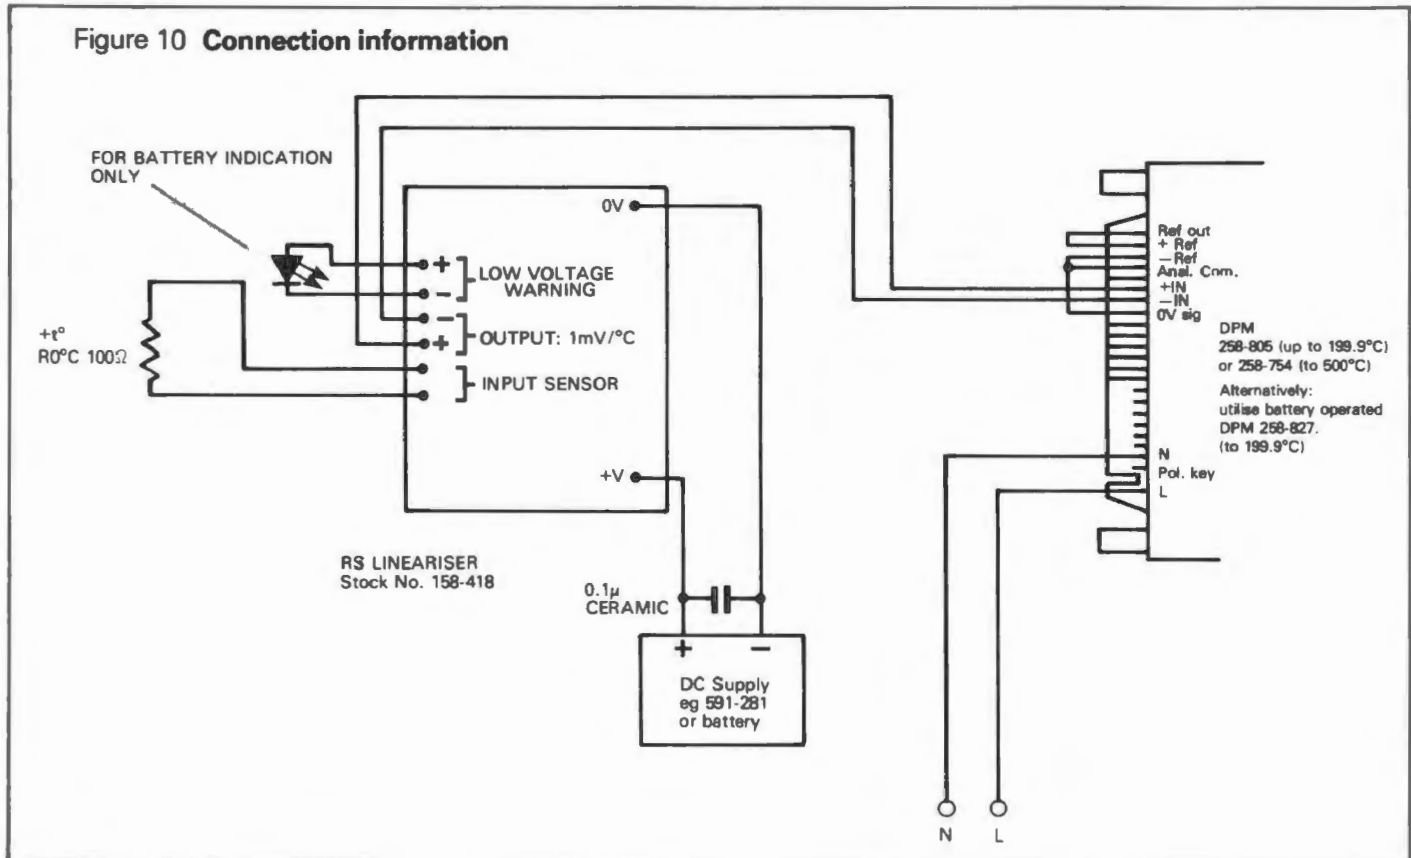 Figure 10 Connection information
FOR BATTERY INDICATION
ONLY
0V
+
LOW VOLTAGE
WARNING
−
−
OUTPUT: 1mV/°C
+
INPUT SENSOR
+t°
R0°C 100Ω
+V
RS LINEARISER
Stock No. 158-418
0.1µ
CERAMIC
+ −
DC Supply
eg 591-281
or battery
Ref out
+ Ref
− Ref
Anal. Com.
+IN
−IN
0V sig
DPM
258-805 (up to 199.9°C)
or 258-754 (to 500°C)
Alternatively:
utilise battery operated
DPM 258-827.
(to 199.9°C)
N
Pol. key
L
N L